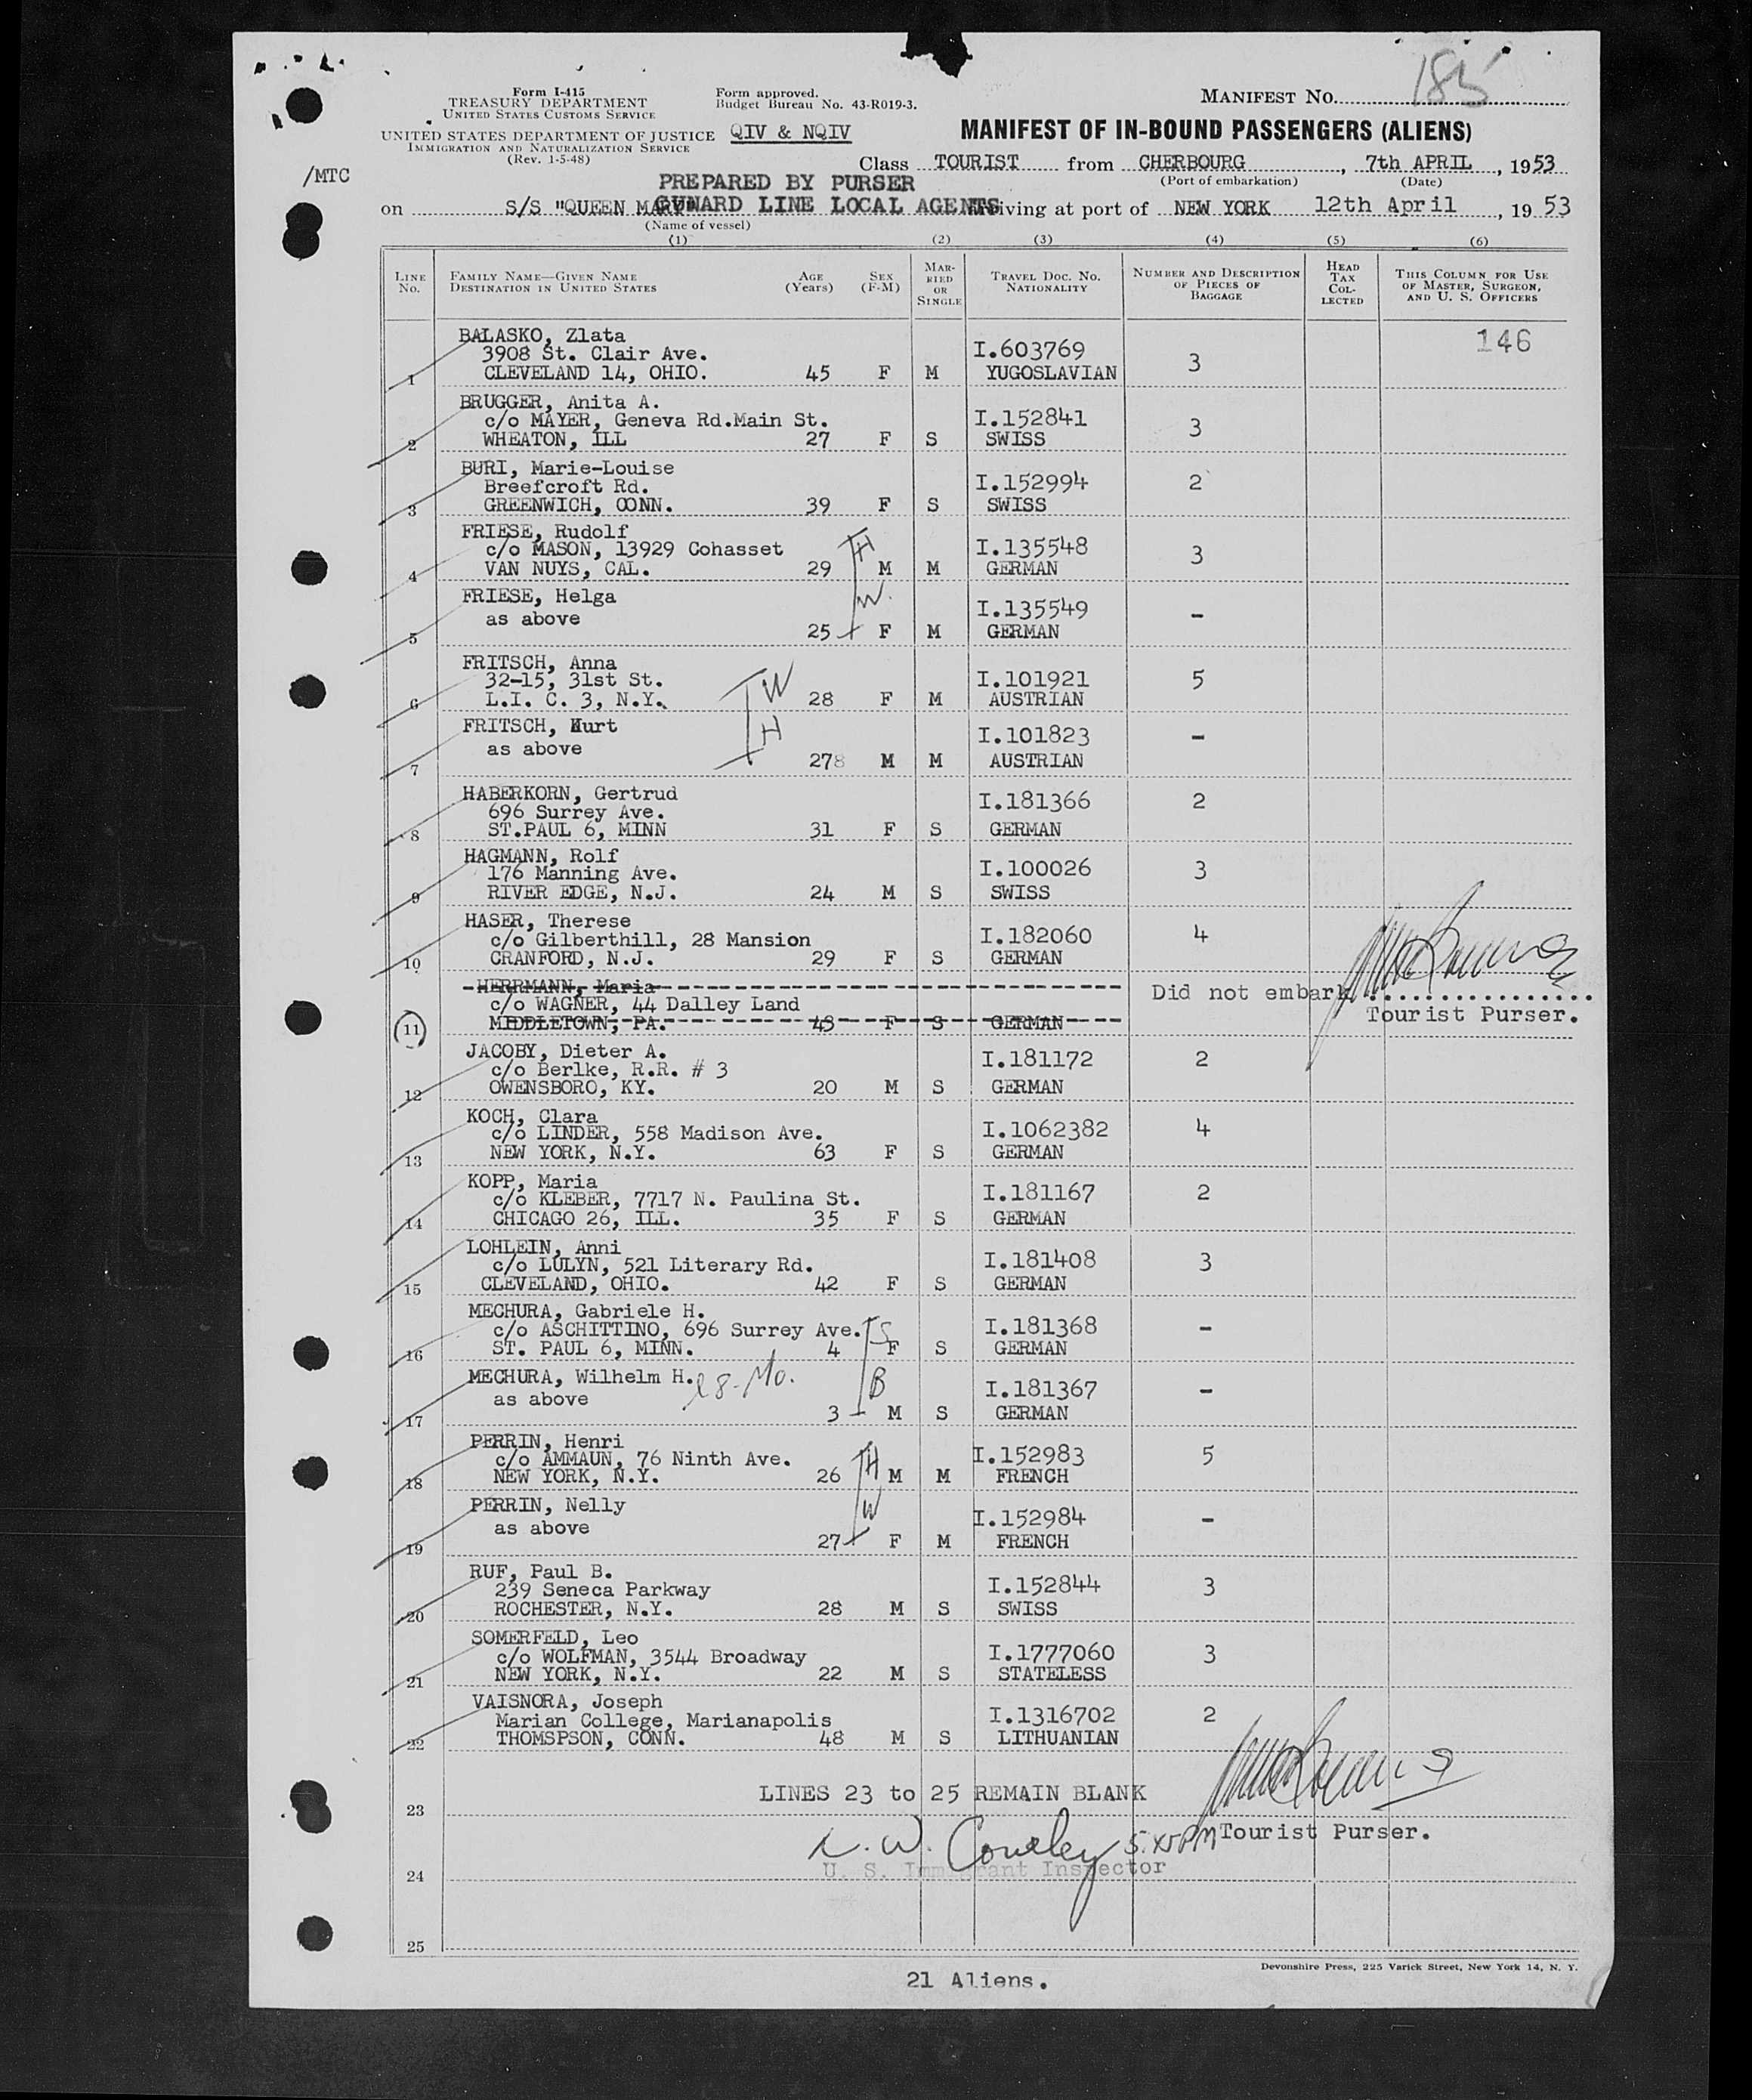 185
Form I-415
TREASURY DEPARTMENT
UNITED STATES CUSTOMS SERVICE
UNITED STATES DEPARTMENT OF JUSTICE
IMMIGRATION AND NATURALIZATION SERVICE
(Rev. 1-5-48)
Form approved.
Budget Bureau No. 43-R019-3.
QIV & NQIV
MANIFEST No.
MANIFEST OF IN-BOUND PASSENGERS (ALIENS)
/MTC
Class TOURIST from CHERBOURG, 7th APRIL, 1953
(Port of embarkation) (Date)
PREPARED BY PURSER
CUNARD LINE LOCAL AGENTS
on S/S "QUEEN MARY" arriving at port of NEW YORK 12th April, 1953
(Name of vessel)
(1) (2) (3) (4) (5) (6)
LINE No. FAMILY NAME—GIVEN NAME DESTINATION IN UNITED STATES AGE (Years) SEX (F-M) MARRIED OR SINGLE TRAVEL DOC. No. NATIONALITY NUMBER AND DESCRIPTION OF PIECES OF BAGGAGE HEAD TAX COLLECTED THIS COLUMN FOR USE OF MASTER, SURGEON, AND U. S. OFFICERS
146
BALASKO, Zlata
3908 St. Clair Ave. I.603769
1 CLEVELAND 14, OHIO. 45 F M YUGOSLAVIAN 3
BRUGGER, Anita A.
c/o MAYER, Geneva Rd.Main St. I.152841
2 WHEATON, ILL 27 F S SWISS 3
BURI, Marie-Louise
Breefcroft Rd. I.152994 2
3 GREENWICH, CONN. 39 F S SWISS
FRIESE, Rudolf
c/o MASON, 13929 Cohasset H I.135548 3
4 VAN NUYS, CAL. 29 M M GERMAN
FRIESE, Helga W.
as above I.135549 -
5 25 F M GERMAN
FRITSCH, Anna
32-15, 31st St. W I.101921 5
6 L.I. C. 3, N.Y. 28 F M AUSTRIAN
FRITSCH, Kurt H
as above I.101823 -
7 278 M M AUSTRIAN
HABERKORN, Gertrud
696 Surrey Ave. I.181366 2
8 ST.PAUL 6, MINN 31 F S GERMAN
HAGMANN, Rolf
176 Manning Ave. I.100026 3
9 RIVER EDGE, N.J. 24 M S SWISS
HASER, Therese
c/o Gilberthill, 28 Mansion I.182060 4
10 CRANFORD, N.J. 29 F S GERMAN
HERRMANN, Maria
c/o WAGNER, 44 Dalley Land Did not embark
11 MIDDLETOWN, PA. 43 F S GERMAN Tourist Purser.
JACOBY, Dieter A.
c/o Berlke, R.R. # 3 I.181172 2
12 OWENSBORO, KY. 20 M S GERMAN
KOCH, Clara
c/o LINDER, 558 Madison Ave. I.1062382 4
13 NEW YORK, N.Y. 63 F S GERMAN
KOPP, Maria
c/o KLEBER, 7717 N. Paulina St. I.181167 2
14 CHICAGO 26, ILL. 35 F S GERMAN
LOHLEIN, Anni
c/o LULYN, 521 Literary Rd. I.181408 3
15 CLEVELAND, OHIO. 42 F S GERMAN
MECHURA, Gabriele H.
c/o ASCHITTINO, 696 Surrey Ave. S I.181368 -
16 ST. PAUL 6, MINN. 4 F S GERMAN
MECHURA, Wilhelm H. 8-Mo. B
as above I.181367 -
17 3 M S GERMAN
PERRIN, Henri
c/o AMMAUN, 76 Ninth Ave. H I.152983 5
18 NEW YORK, N.Y. 26 M M FRENCH
PERRIN, Nelly W
as above I.152984 -
19 27 F M FRENCH
RUF, Paul B.
239 Seneca Parkway I.152844 3
20 ROCHESTER, N.Y. 28 M S SWISS
SOMERFELD, Leo
c/o WOLFMAN, 3544 Broadway I.1777060 3
21 NEW YORK, N.Y. 22 M S STATELESS
VAISNORA, Joseph
Marian College, Marianapolis I.1316702 2
22 THOMSPSON, CONN. 48 M S LITHUANIAN
LINES 23 to 25 REMAIN BLANK
23
Tourist Purser.
U. S. Immigrant Inspector
24
25
Devonshire Press, 225 Varick Street, New York 14, N. Y.
21 Aliens.